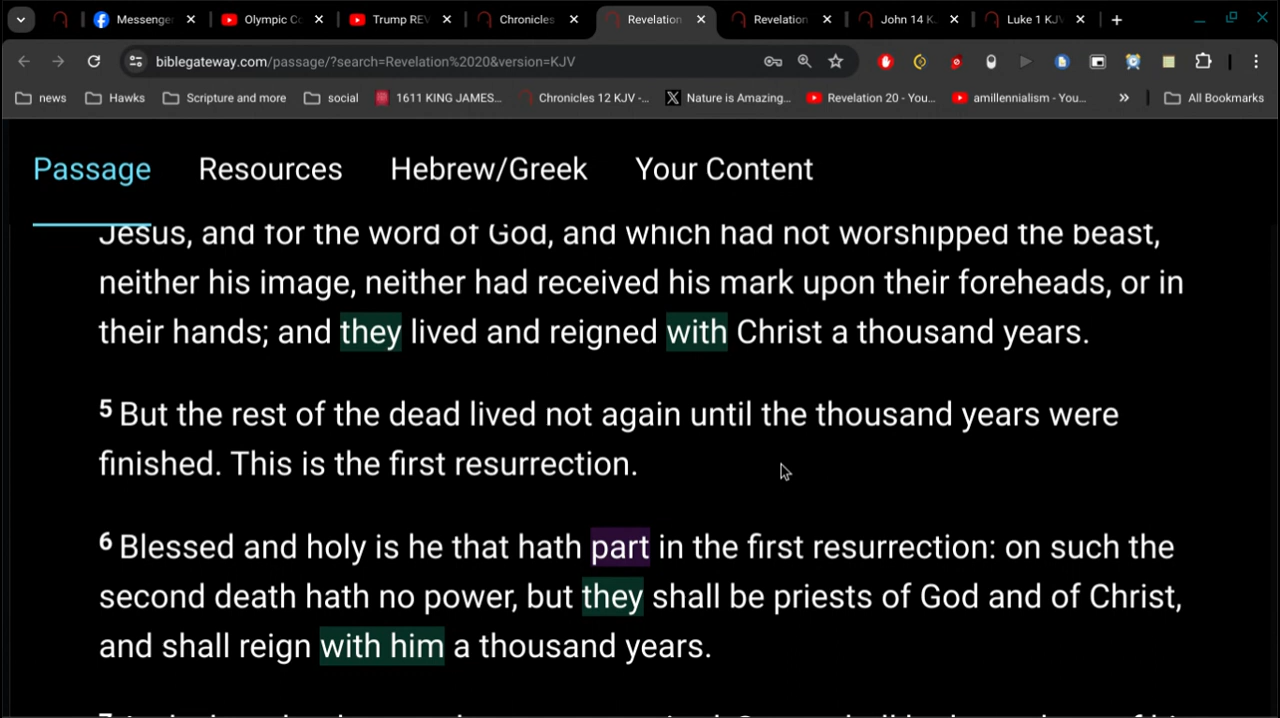 Messenge
Olympic Co
Trump REV
Chronicles
Revelation
Revelation
John 14 K
Luke 1 KJV
biblegateway.com/passage/?search=Revelation%2020&version=KJV
news
Hawks
Scripture and more
social
1611 KING JAMES...
Chronicles 12 KJV -...
Nature is Amazing...
Revelation 20 - You...
amillennialism - You...
»
All Bookmarks
Passage Resources Hebrew/Greek Your Content
Jesus, and for the word of God, and which had not worshipped the beast,
neither his image, neither had received his mark upon their foreheads, or in
their hands; and they lived and reigned with Christ a thousand years.
5 But the rest of the dead lived not again until the thousand years were
finished. This is the first resurrection.
6 Blessed and holy is he that hath part in the first resurrection: on such the
second death hath no power, but they shall be priests of God and of Christ,
and shall reign with him a thousand years.